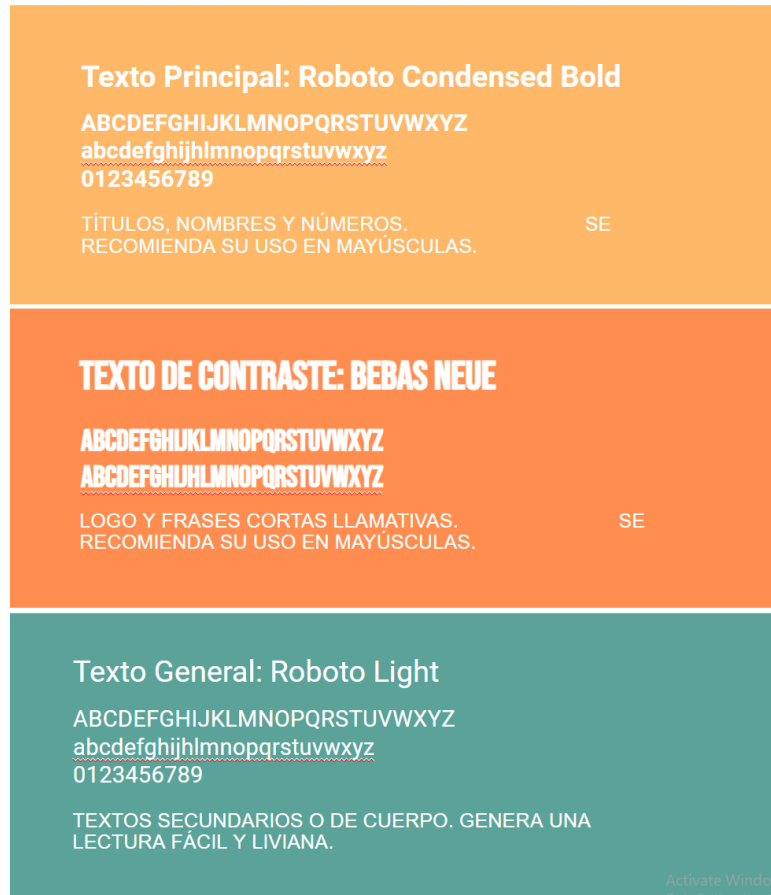 Texto Principal: Roboto Condensed Bold
ABCDEFGHIJKLMNOPQRSTUVWXYZ
abcdefghijhlmnopqrstuvwxyz
0123456789
TÍTULOS, NOMBRES Y NÚMEROS. SE
RECOMIENDA SU USO EN MAYÚSCULAS.
TEXTO DE CONTRASTE: BEBAS NEUE
ABCDEFGHIJKLMNOPQRSTUVWXYZ
ABCDEFGHIJHLMNOPQRSTUVWXYZ
LOGO Y FRASES CORTAS LLAMATIVAS. SE
RECOMIENDA SU USO EN MAYÚSCULAS.
Texto General: Roboto Light
ABCDEFGHIJKLMNOPQRSTUVWXYZ
abcdefghijhlmnopqrstuvwxyz
0123456789
TEXTOS SECUNDARIOS O DE CUERPO. GENERA UNA
LECTURA FÁCIL Y LIVIANA.
Activate Windo